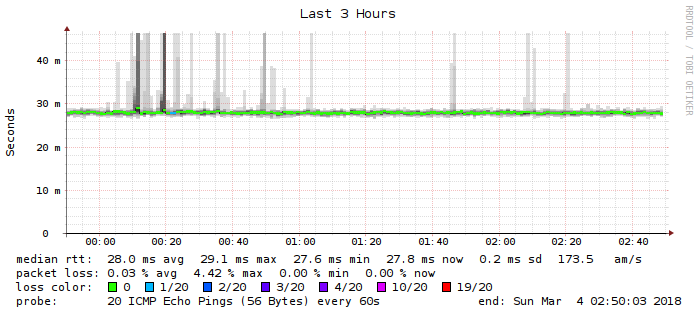 Last 3 Hours
RRDTOOL / TOBI OETIKER
Seconds
40 m
30 m
20 m
10 m
0
00:00 00:20 00:40 01:00 01:20 01:40 02:00 02:20 02:40
median rtt: 28.0 ms avg 29.1 ms max 27.6 ms min 27.8 ms now 0.2 ms sd 173.5 am/s
packet loss: 0.03 % avg 4.42 % max 0.00 % min 0.00 % now
loss color: 0 1/20 2/20 3/20 4/20 10/20 19/20
probe: 20 ICMP Echo Pings (56 Bytes) every 60s end: Sun Mar 4 02:50:03 2018